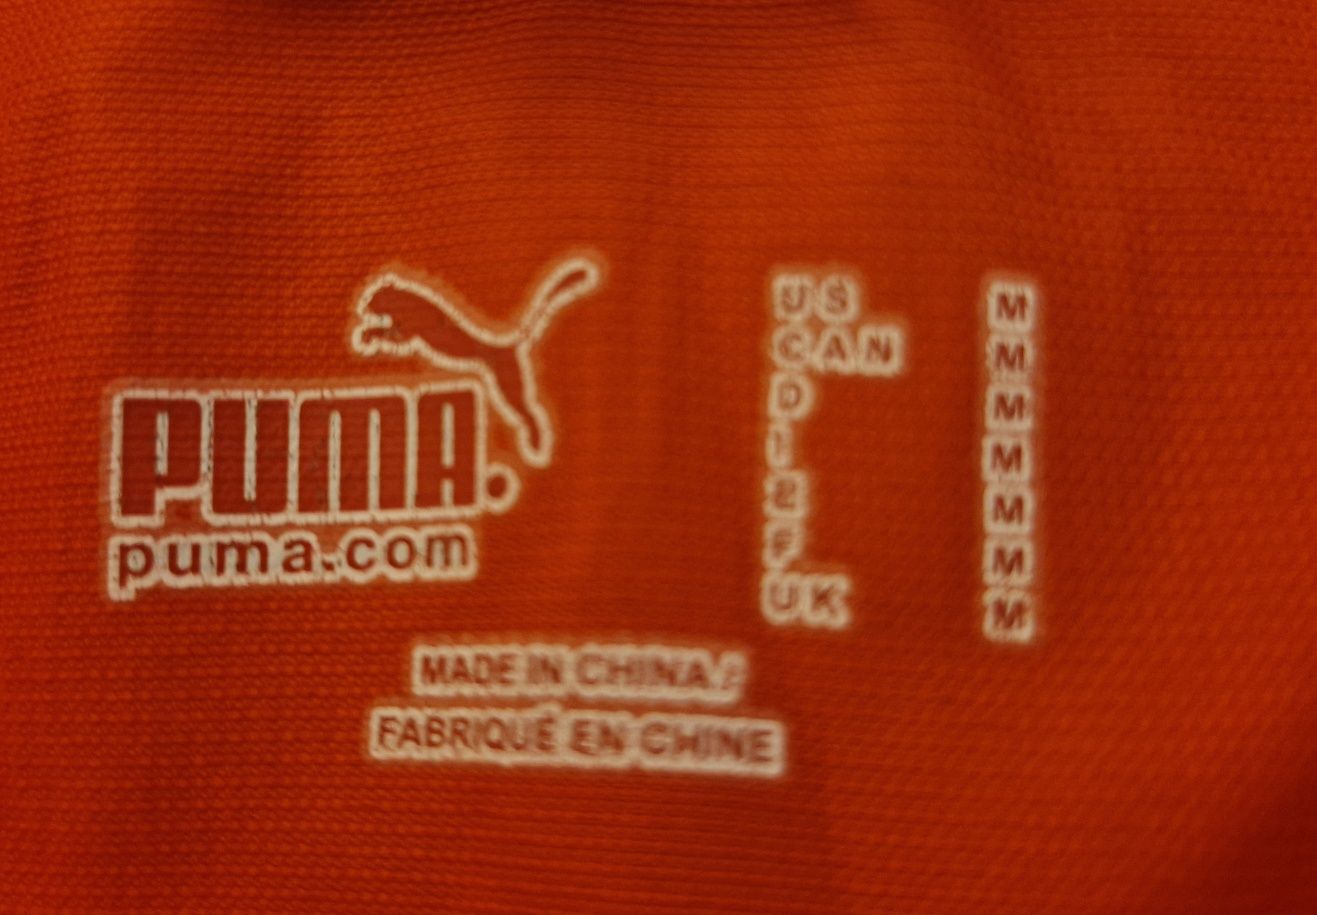 PUMA.
puma.com
US M
CAN M
D M
I M
E M
F M
UK M
MADE IN CHINA /
FABRIQUÉ EN CHINE